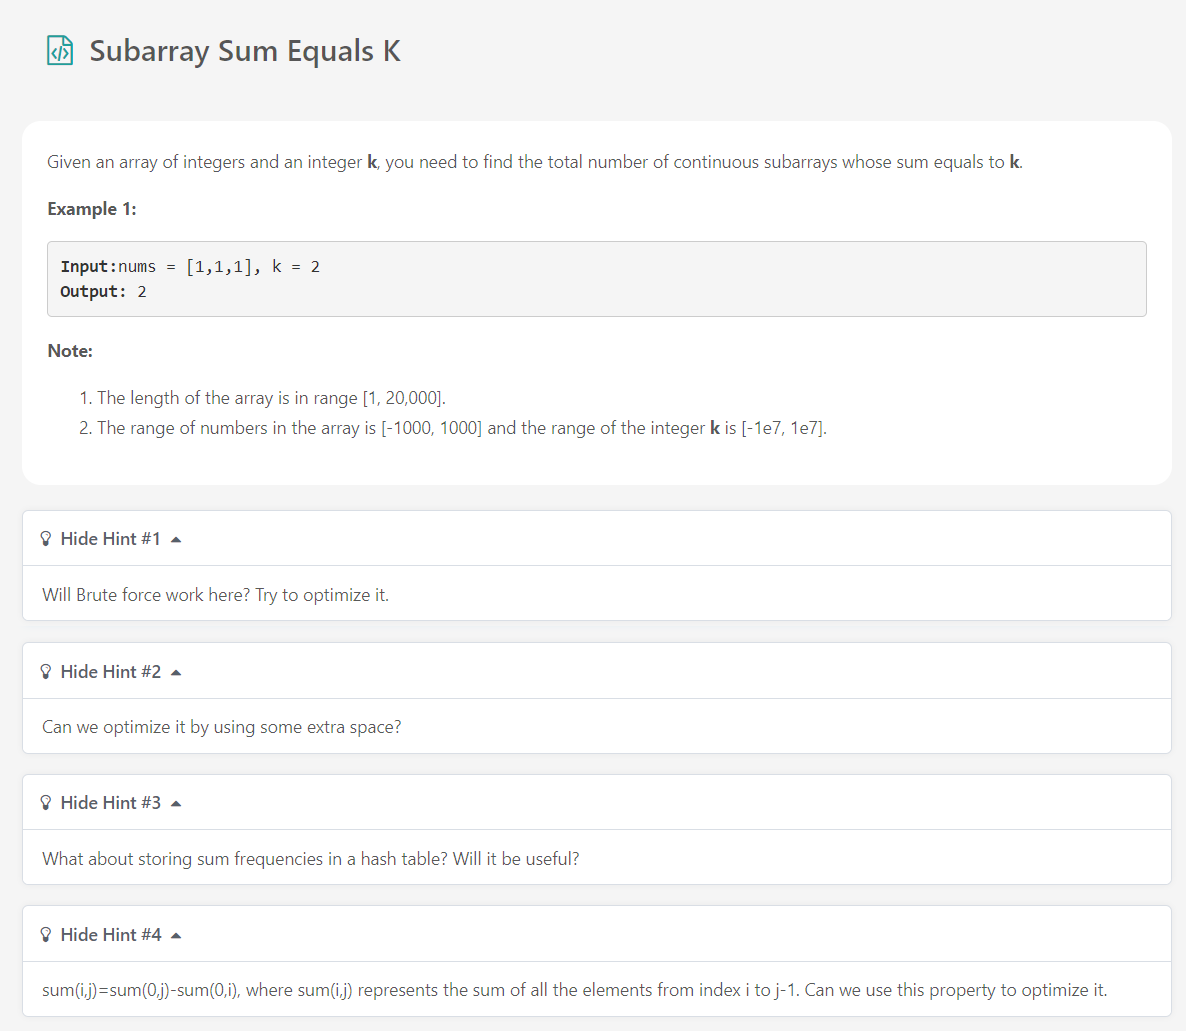 Subarray Sum Equals K
Given an array of integers and an integer k, you need to find the total number of continuous subarrays whose sum equals to k.
Example 1:
Input:nums = [1,1,1], k = 2
Output: 2
Note:
1. The length of the array is in range [1, 20,000].
2. The range of numbers in the array is [-1000, 1000] and the range of the integer k is [-1e7, 1e7].
Hide Hint #1
Will Brute force work here? Try to optimize it.
Hide Hint #2
Can we optimize it by using some extra space?
Hide Hint #3
What about storing sum frequencies in a hash table? Will it be useful?
Hide Hint #4
sum(i,j)=sum(0,j)-sum(0,i), where sum(i,j) represents the sum of all the elements from index i to j-1. Can we use this property to optimize it.